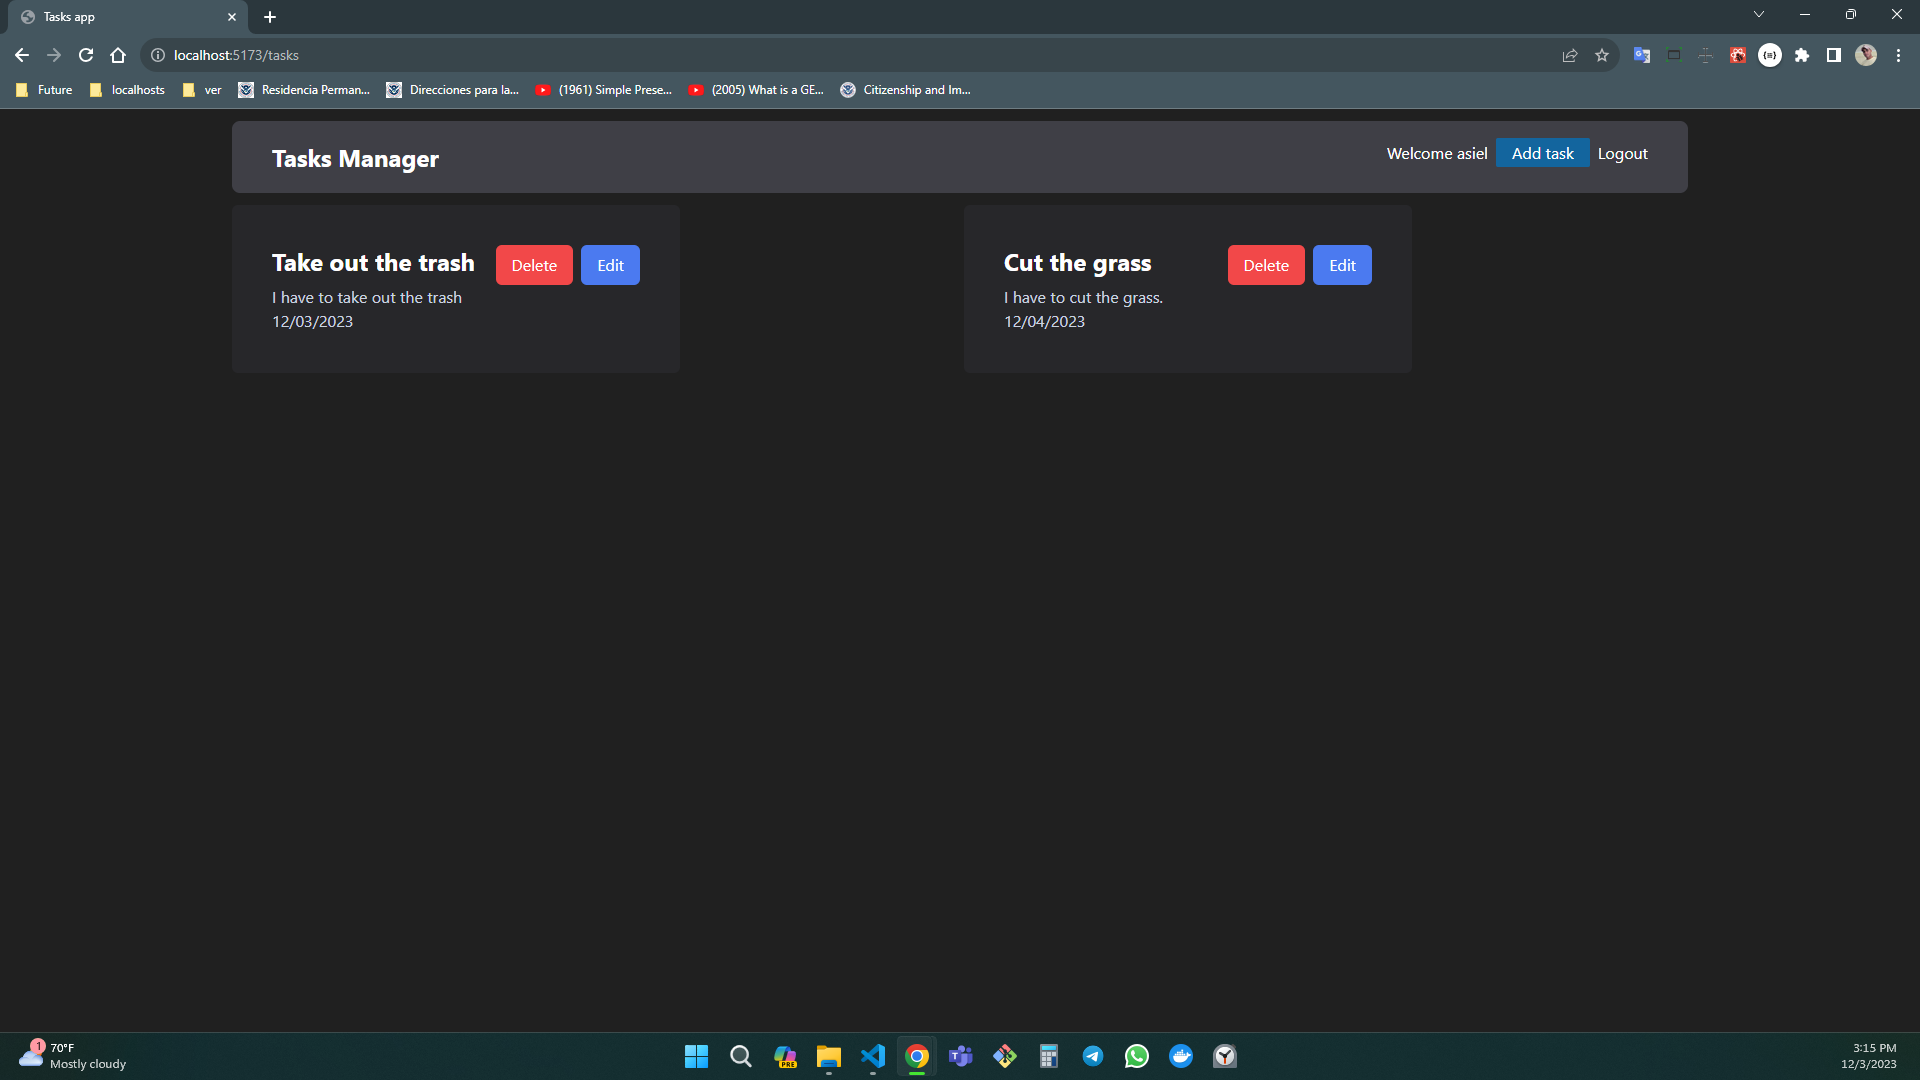 Tasks app
localhost:5173/tasks
Future
localhosts
ver
Residencia Perman...
Direcciones para la...
(1961) Simple Prese...
(2005) What is a GE...
Citizenship and Im...
Tasks Manager
Welcome asiel
Add task
Logout
Take out the trash
Delete
Edit
I have to take out the trash
12/03/2023
Cut the grass
Delete
Edit
I have to cut the grass.
12/04/2023
1
70°F
Mostly cloudy
PRE
3:15 PM
12/3/2023